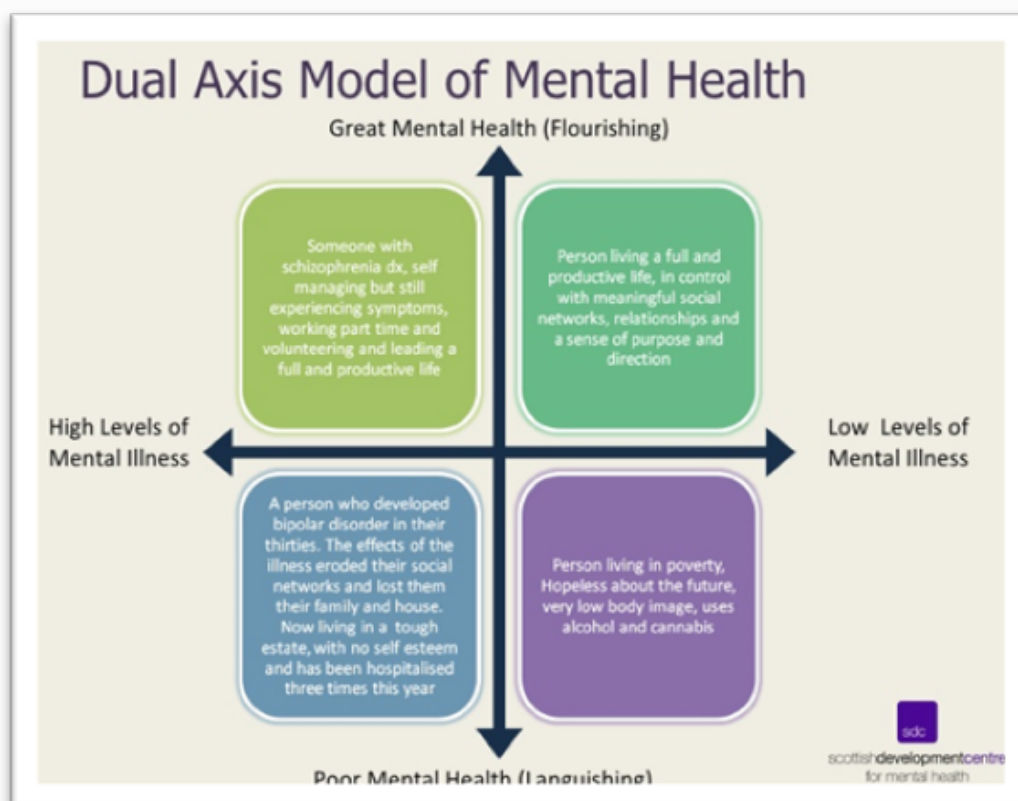 Dual Axis Model of Mental Health
Great Mental Health (Flourishing)
Someone with
schizophrenia dx, self
managing but still
experiencing symptoms,
working part time and
volunteering and leading a
full and productive life
Person living a full and
productive life, in control
with meaningful social
networks, relationships and
a sense of purpose and
direction
High Levels of
Mental Illness
Low Levels of
Mental Illness
A person who developed
bipolar disorder in their
thirties. The effects of the
illness eroded their social
networks and lost them
their family and house.
Now living in a tough
estate, with no self esteem
and has been hospitalised
three times this year
Person living in poverty,
Hopeless about the future,
very low body image, uses
alcohol and cannabis
Poor Mental Health (Languishing)
sdc
scottishdevelopmentcentre
for mental health